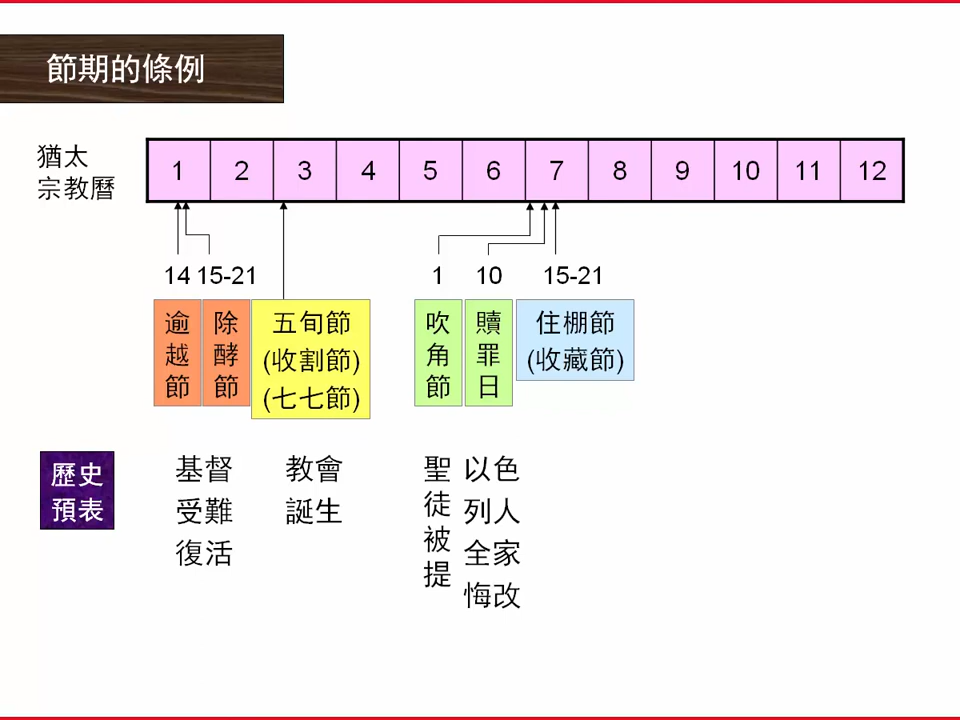 節期的條例
猶太
宗教曆
1 2 3 4 5 6 7 8 9 10 11 12
14 15-21 1 10 15-21
逾越節
除酵節
五旬節
(收割節)
(七七節)
吹角節
贖罪日
住棚節
(收藏節)
歷史
預表
基督
受難
復活
教會
誕生
聖徒被提
以色
列人
全家
悔改